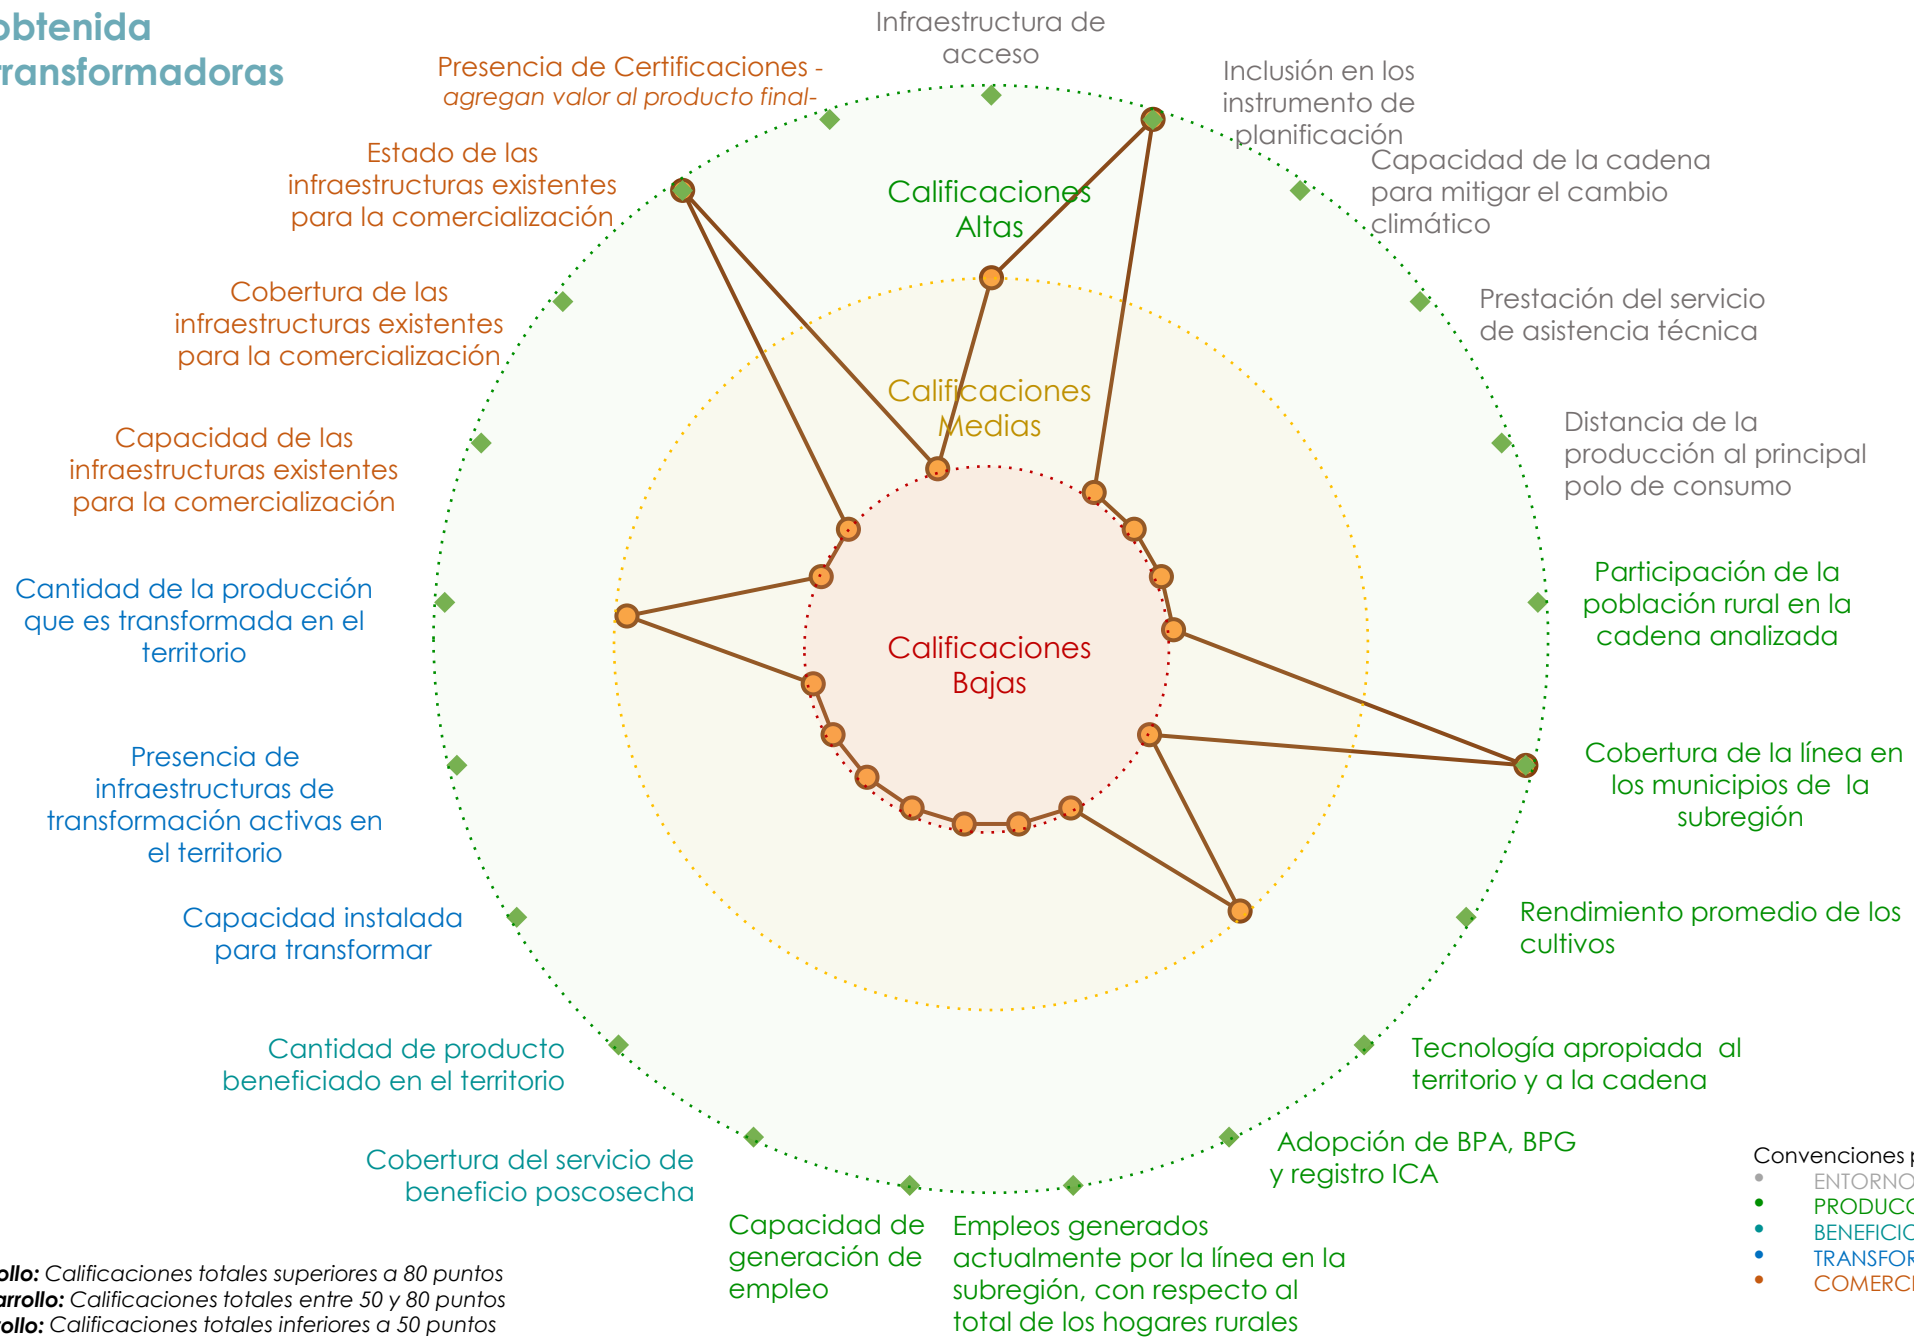 obtenida
transformadoras
Infraestructura de
acceso
Inclusión en los
instrumento de
planificación
Capacidad de la cadena
para mitigar el cambio
climático
Prestación del servicio
de asistencia técnica
Distancia de la
producción al principal
polo de consumo
Participación de la
población rural en la
cadena analizada
Cobertura de la línea en
los municipios de la
subregión
Rendimiento promedio de los
cultivos
Tecnología apropiada al
territorio y a la cadena
Adopción de BPA, BPG
y registro ICA
Empleos generados
actualmente por la línea en la
subregión, con respecto al
total de los hogares rurales
Capacidad de
generación de
empleo
Cobertura del servicio de
beneficio poscosecha
Cantidad de producto
beneficiado en el territorio
Capacidad instalada
para transformar
Presencia de
infraestructuras de
transformación activas en
el territorio
Cantidad de la producción
que es transformada en el
territorio
Capacidad de las
infraestructuras existentes
para la comercialización
Cobertura de las
infraestructuras existentes
para la comercialización
Estado de las
infraestructuras existentes
para la comercialización
Presencia de Certificaciones -
agregan valor al producto final-
Calificaciones
Altas
Calificaciones
Medias
Calificaciones
Bajas
ollo: Calificaciones totales superiores a 80 puntos
arrollo: Calificaciones totales entre 50 y 80 puntos
ollo: Calificaciones totales inferiores a 50 puntos
Convenciones p
• ENTORNO
• PRODUCC
• BENEFICIO
• TRANSFOR
• COMERCI